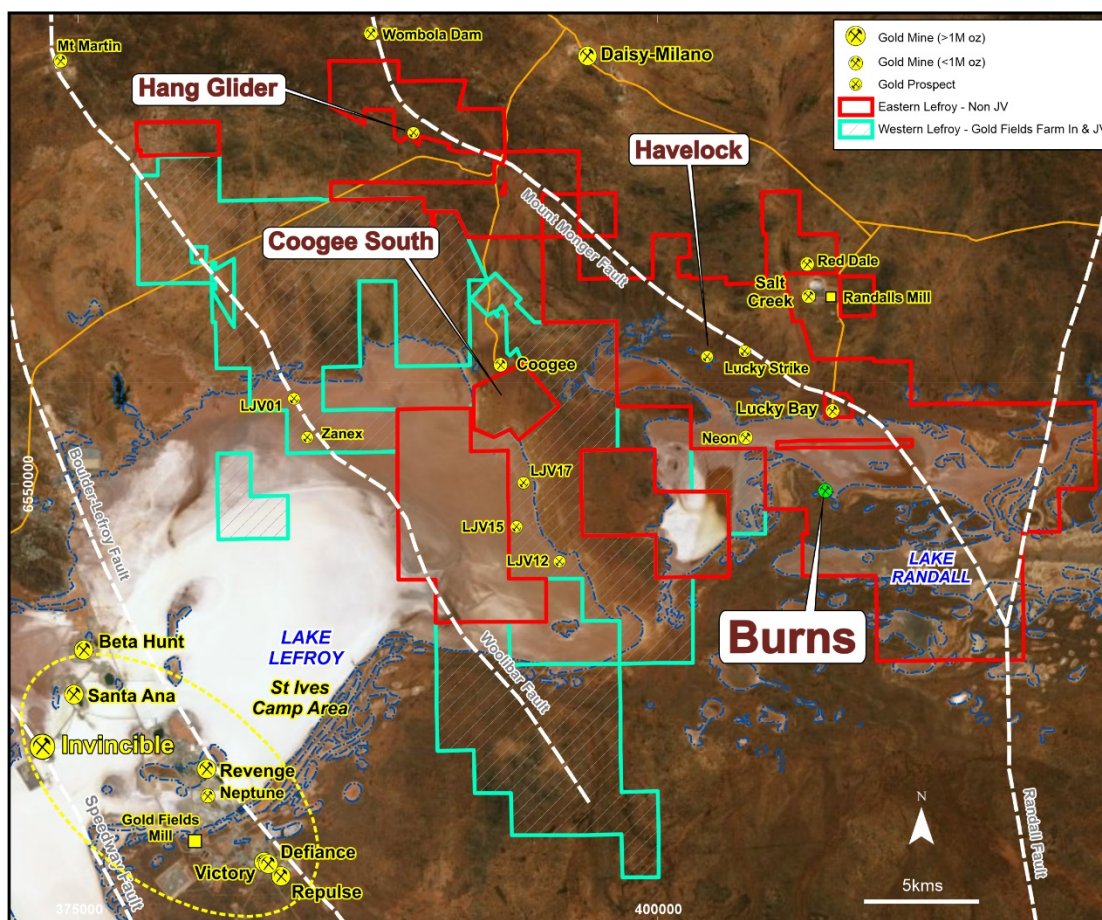 Mt Martin
Wombola Dam
Daisy-Milano
Gold Mine (>1M oz)
Gold Mine (<1M oz)
Gold Prospect
Eastern Lefroy - Non JV
Western Lefroy - Gold Fields Farm In & JV
Hang Glider
Havelock
Mount Monger Fault
Coogee South
Red Dale
Salt
Creek
Randalls Mill
Coogee
Lucky Strike
LJV01
Lucky Bay
Zanex
Neon
Boulder-Lefroy Fault
6550000
LJV17
LJV15
LJV12
LAKE
RANDALL
Burns
Beta Hunt
LAKE
LEFROY
St Ives
Camp Area
Woolibar Fault
Santa Ana
Invincible
Revenge
Neptune
Gold Fields
Mill
Speedway Fault
Defiance
Victory
Repulse
Randall Fault
N
5kms
375000
400000